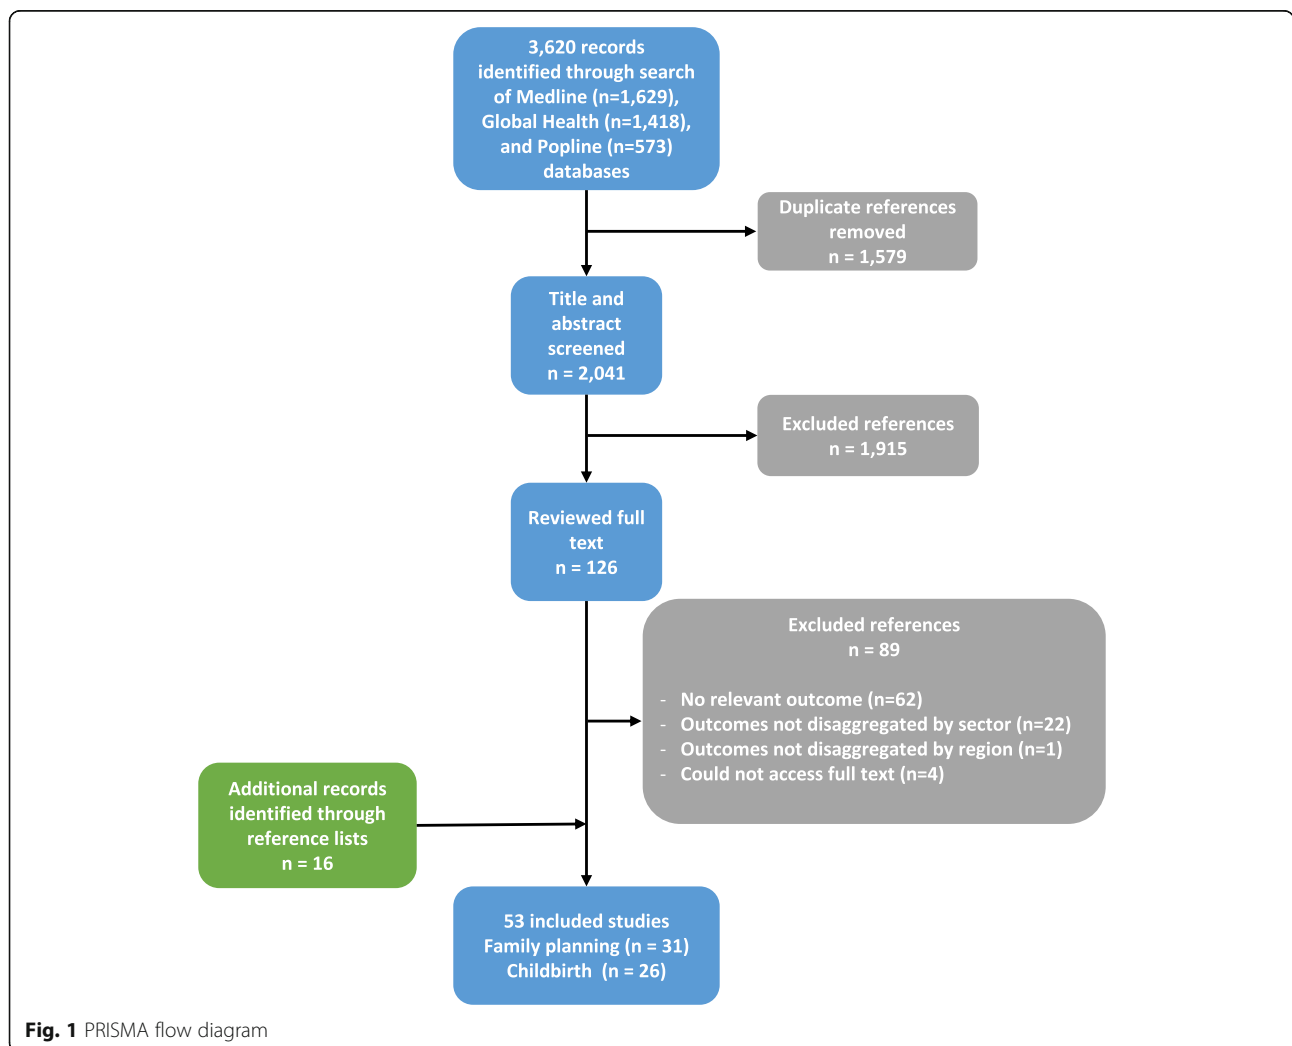 3,620 records
identified through search
of Medline (n=1,629),
Global Health (n=1,418),
and Popline (n=573)
databases
Duplicate references
removed
n = 1,579
Title and
abstract
screened
n = 2,041
Excluded references
n = 1,915
Reviewed full
text
n = 126
Excluded references
n = 89
- No relevant outcome (n=62)
- Outcomes not disaggregated by sector (n=22)
- Outcomes not disaggregated by region (n=1)
- Could not access full text (n=4)
Additional records
identified through
reference lists
n = 16
53 included studies
Family planning (n = 31)
Childbirth (n = 26)
Fig. 1 PRISMA flow diagram